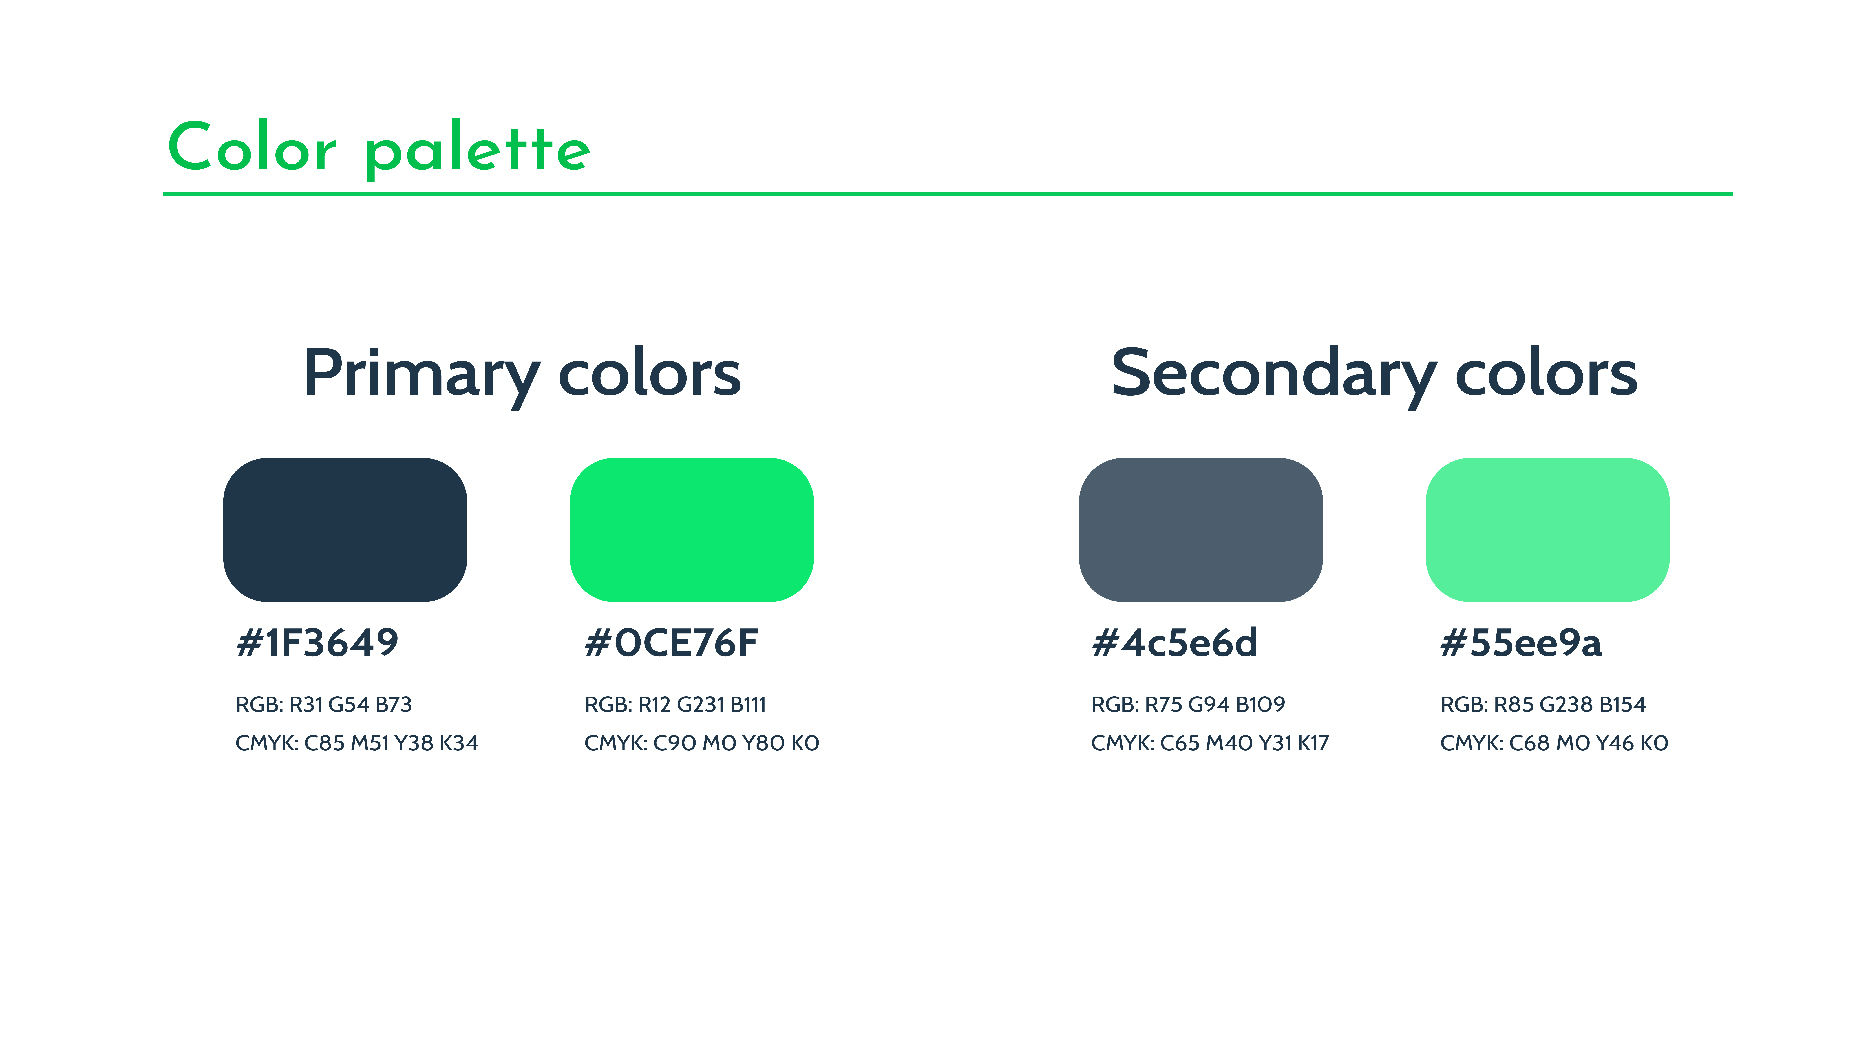 Color palette
Primary colors
#1F3649
RGB: R31 G54 B73
CMYK: C85 M51 Y38 K34
#0CE76F
RGB: R12 G231 B111
CMYK: C90 M0 Y80 K0
Secondary colors
#4c5e6d
RGB: R75 G94 B109
CMYK: C65 M40 Y31 K17
#55ee9a
RGB: R85 G238 B154
CMYK: C68 M0 Y46 K0